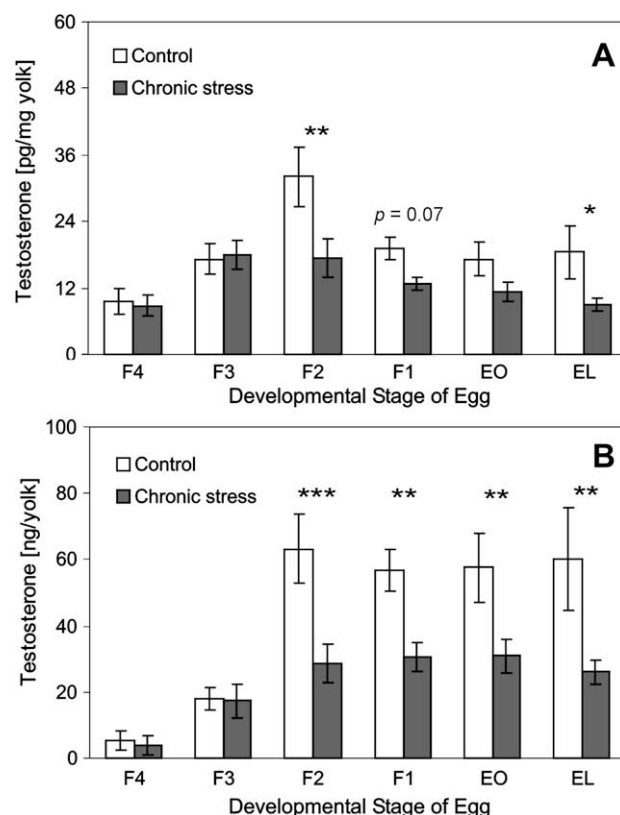 60
48
36
24
12
0
Testosterone [pg/mg yolk]
Control
Chronic stress
A
**
p = 0.07
*
F4 F3 F2 F1 EO EL
Developmental Stage of Egg
100
80
60
40
20
0
Testosterone [ng/yolk]
Control
Chronic stress
B
*** ** ** **
F4 F3 F2 F1 EO EL
Developmental Stage of Egg